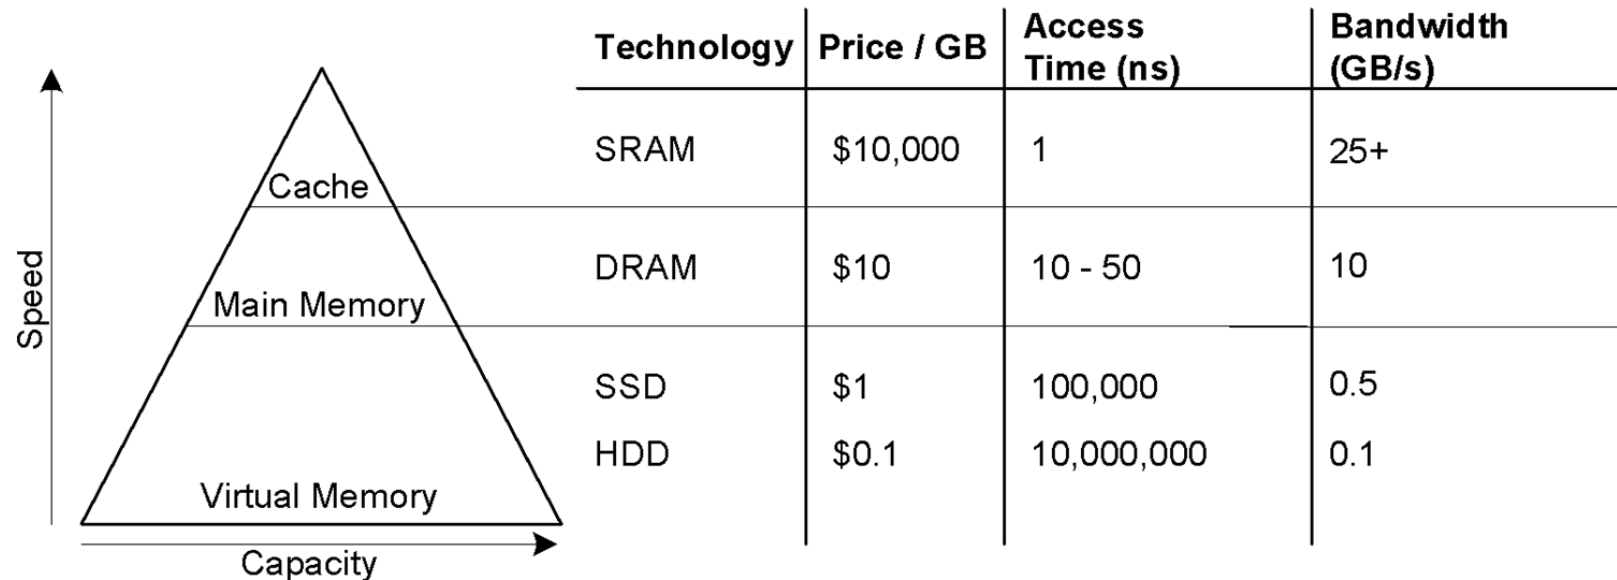 Speed
Cache
Main Memory
Virtual Memory
Capacity
Technology Price / GB Access Time (ns) Bandwidth (GB/s)
SRAM $10,000 1 25+
DRAM $10 10 - 50 10
SSD $1 100,000 0.5
HDD $0.1 10,000,000 0.1